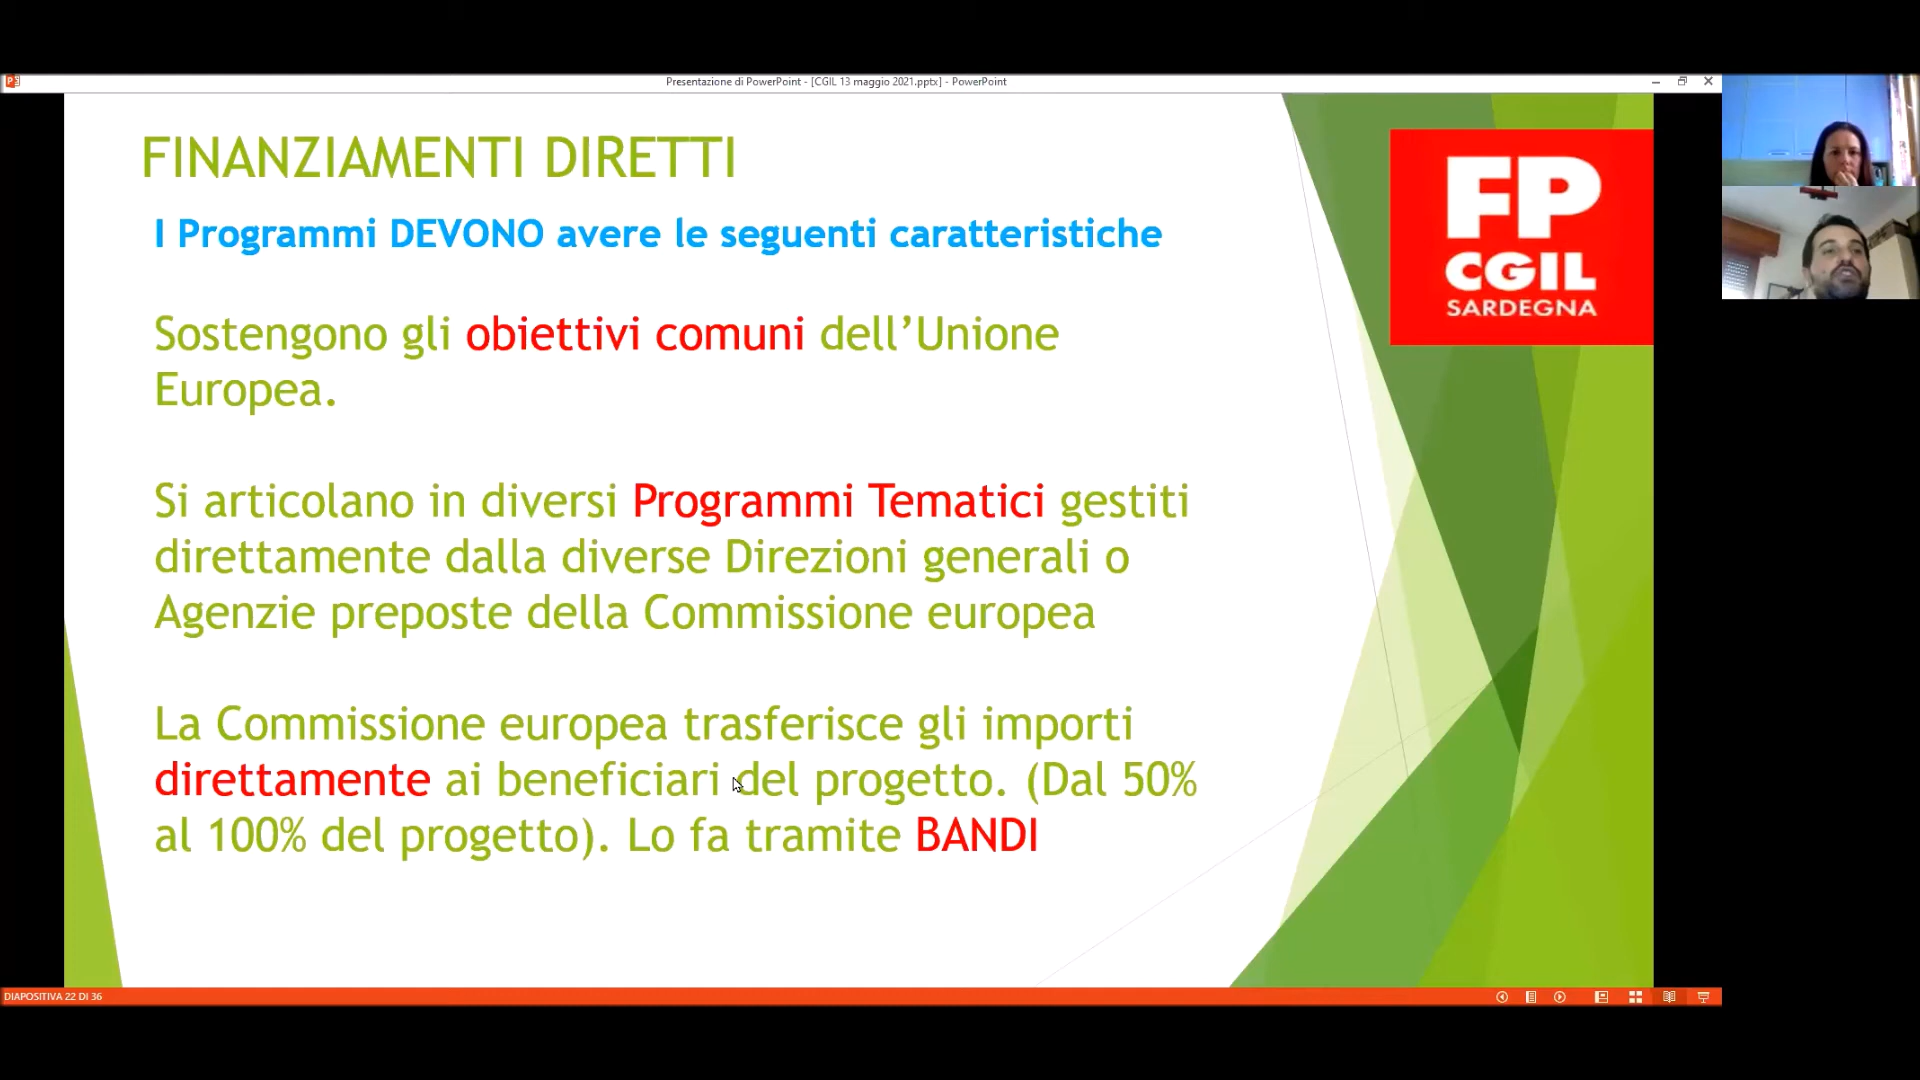 Presentazione di PowerPoint - [CGIL 13 maggio 2021.pptx] - PowerPoint
FINANZIAMENTI DIRETTI
I Programmi DEVONO avere le seguenti caratteristiche
Sostengono gli obiettivi comuni dell’Unione
Europea.
Si articolano in diversi Programmi Tematici gestiti
direttamente dalla diverse Direzioni generali o
Agenzie preposte della Commissione europea
La Commissione europea trasferisce gli importi
direttamente ai beneficiari del progetto. (Dal 50%
al 100% del progetto). Lo fa tramite BANDI
FP
CGIL
SARDEGNA
DIAPOSITIVA 22 DI 36